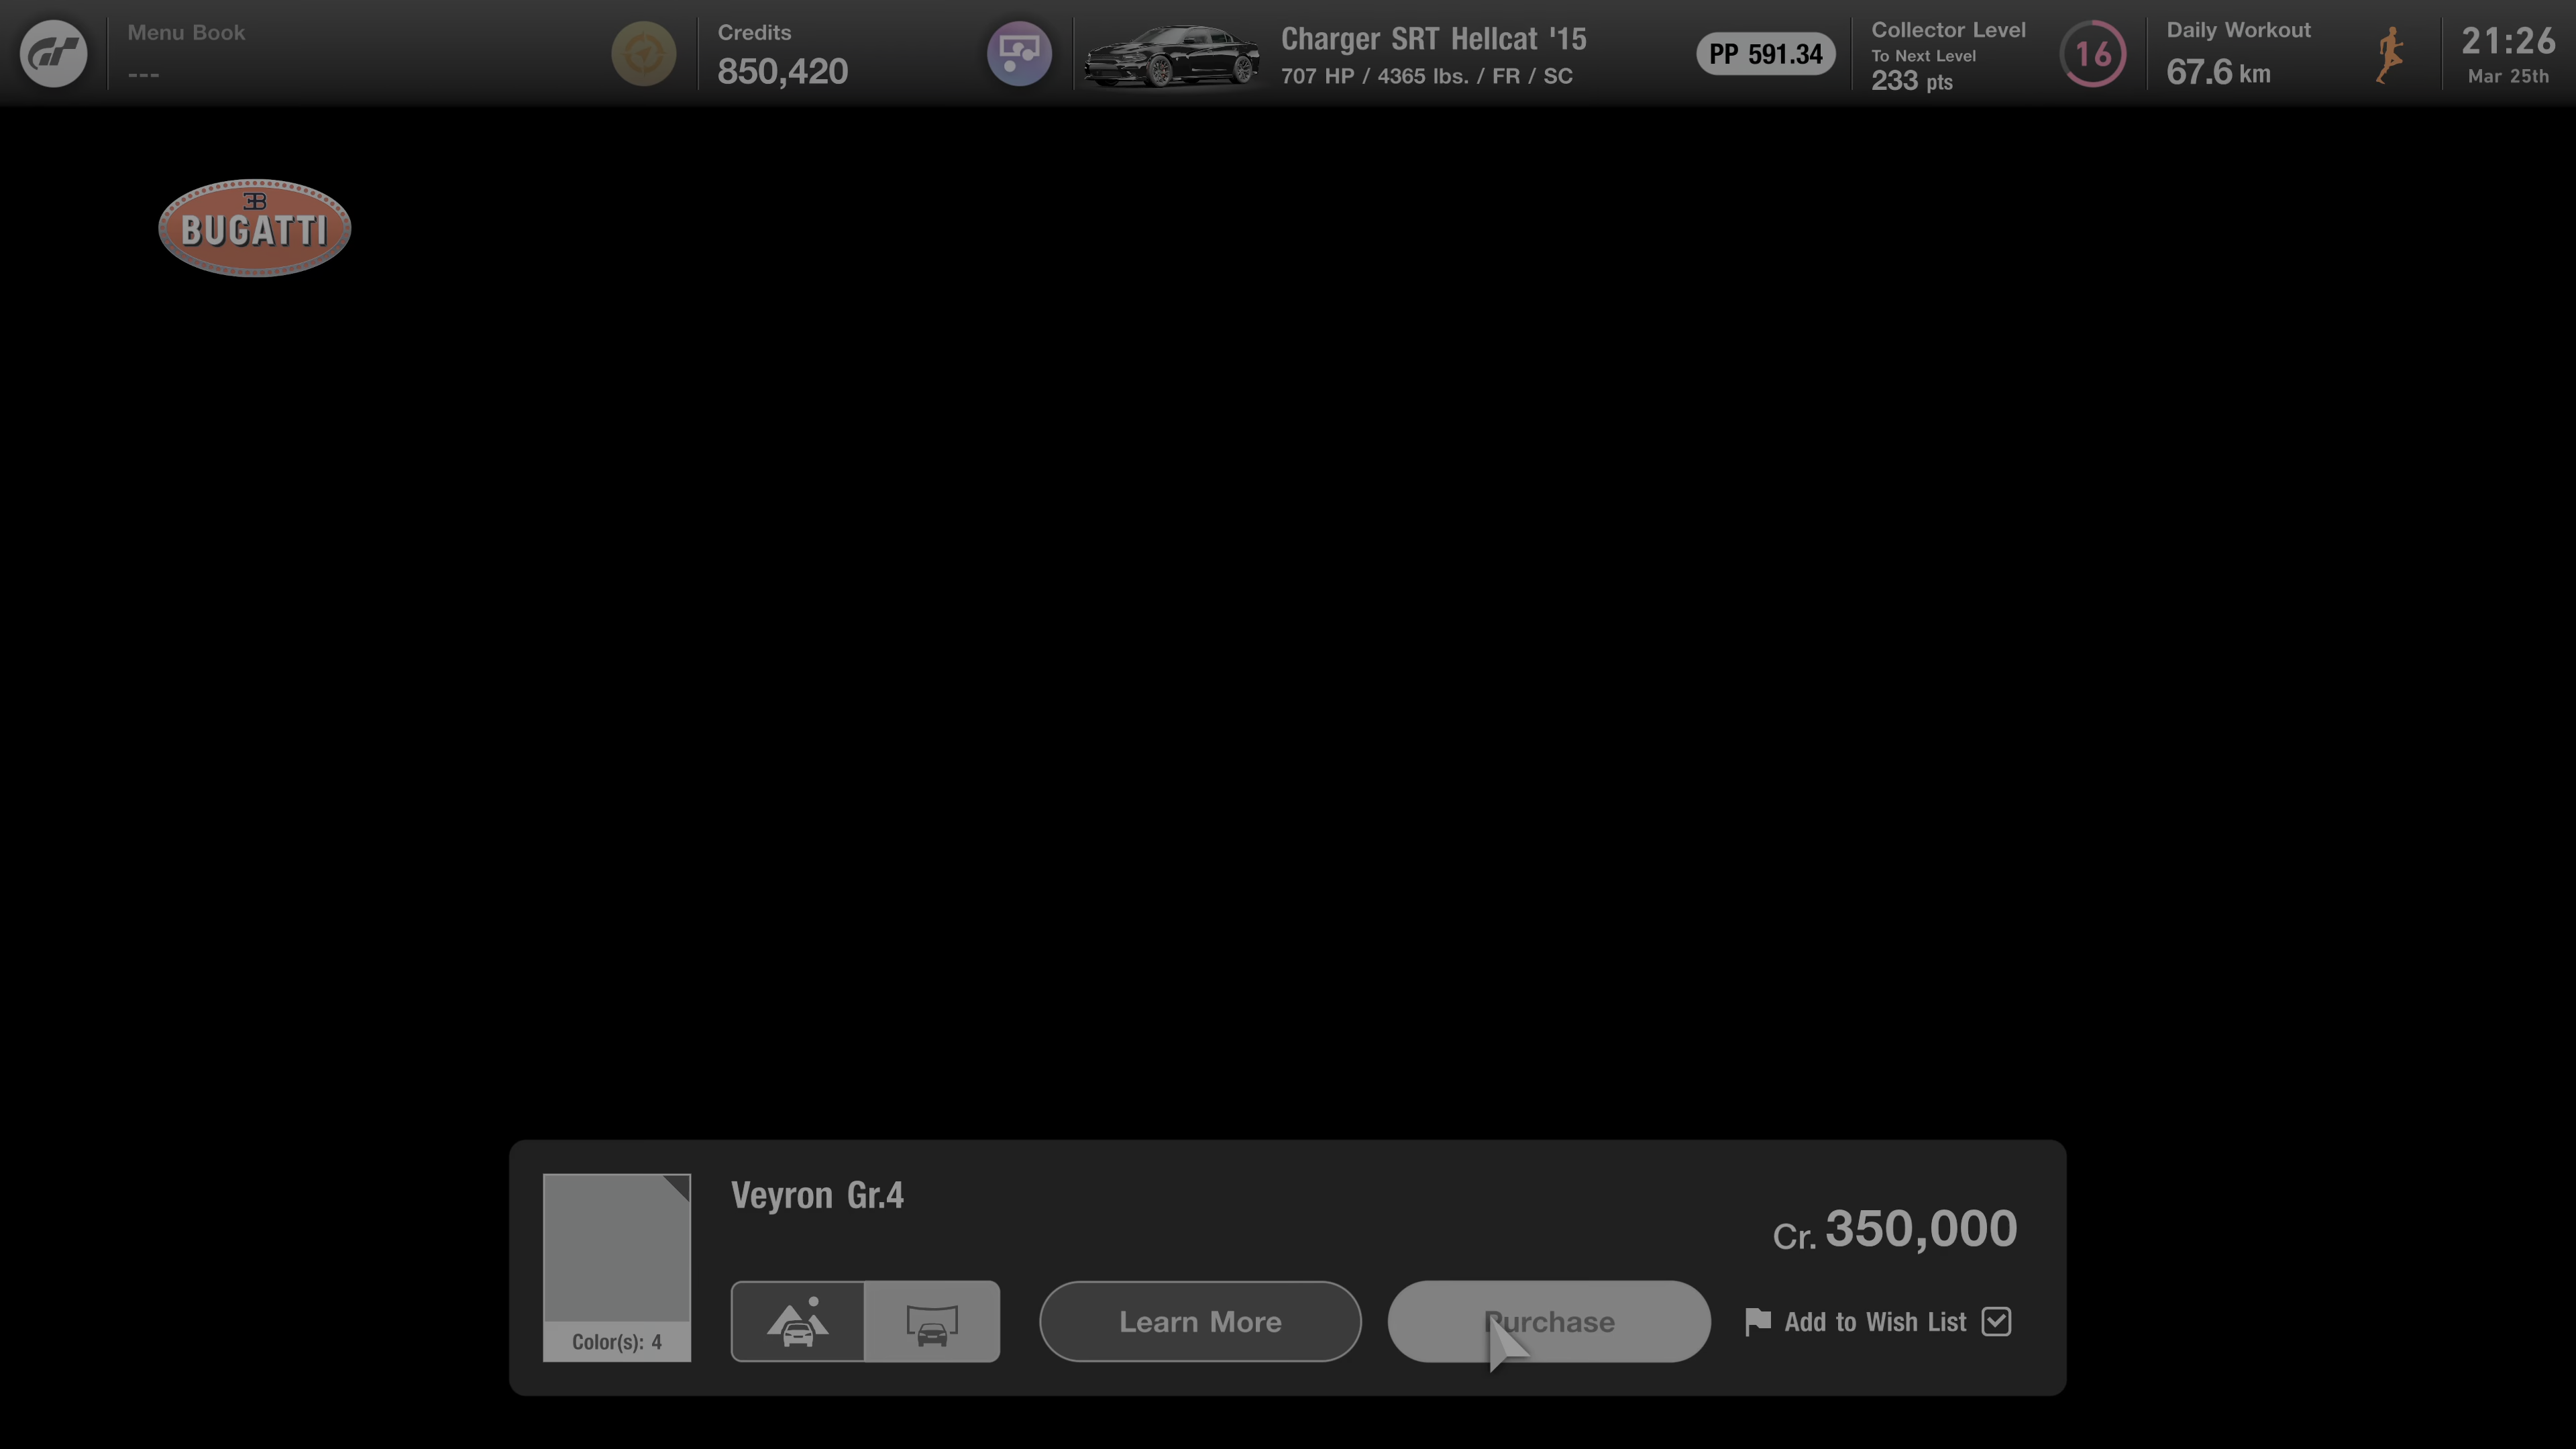 Menu Book
---
Credits
850,420
Charger SRT Hellcat '15
707 HP / 4365 lbs. / FR / SC
PP 591.34
Collector Level
To Next Level
233 pts
16
Daily Workout
67.6 km
21:26
Mar 25th
EB
BUGATTI
Veyron Gr.4
Cr. 350,000
Color(s): 4
Learn More
Purchase
Add to Wish List